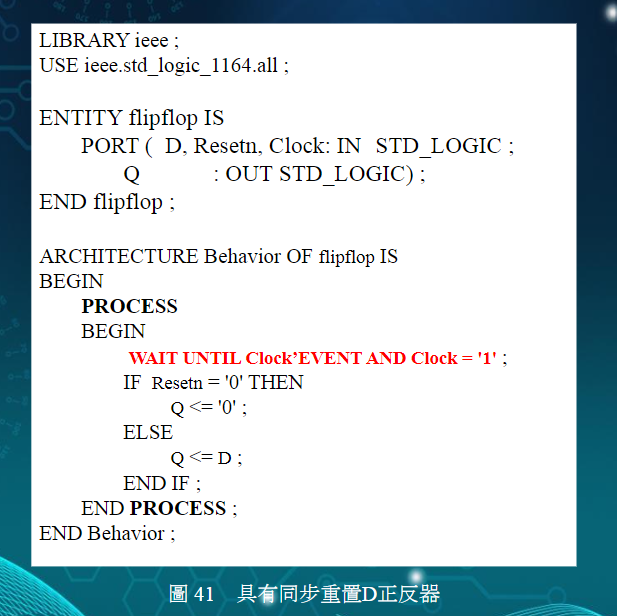 LIBRARY ieee ;
USE ieee.std_logic_1164.all ;
ENTITY flipflop IS
PORT ( D, Resetn, Clock: IN STD_LOGIC ;
Q : OUT STD_LOGIC) ;
END flipflop ;
ARCHITECTURE Behavior OF flipflop IS
BEGIN
PROCESS
BEGIN
WAIT UNTIL Clock’EVENT AND Clock = '1' ;
IF Resetn = '0' THEN
Q <= '0' ;
ELSE
Q <= D ;
END IF ;
END PROCESS ;
END Behavior ;
圖 41 具有同步重置D正反器